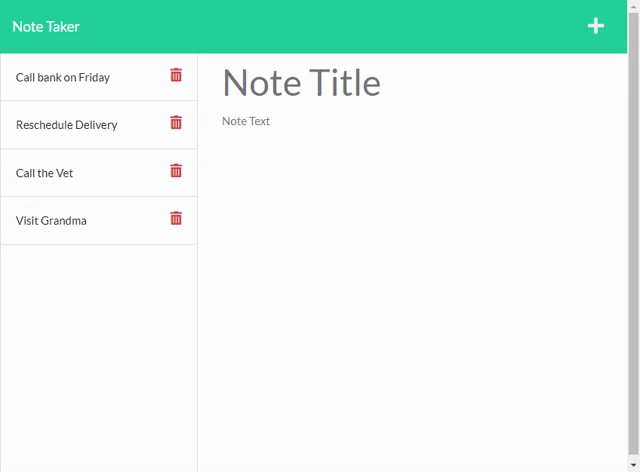 Note Taker
Call bank on Friday
Reschedule Delivery
Call the Vet
Visit Grandma
Note Title
Note Text